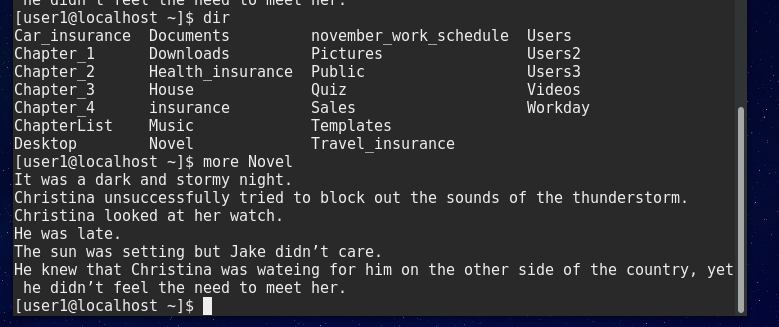 he didn't feel the need to meet her.
[user1@localhost ~]$ dir
Car_insurance  Documents         november_work_schedule  Users
Chapter_1      Downloads         Pictures                Users2
Chapter_2      Health_insurance  Public                  Users3
Chapter_3      House             Quiz                    Videos
Chapter_4      insurance         Sales                   Workday
ChapterList    Music             Templates
Desktop        Novel             Travel_insurance
[user1@localhost ~]$ more Novel
It was a dark and stormy night.
Christina unsuccessfully tried to block out the sounds of the thunderstorm.
Christina looked at her watch.
He was late.
The sun was setting but Jake didn’t care.
He knew that Christina was wateing for him on the other side of the country, yet
 he didn’t feel the need to meet her.
[user1@localhost ~]$